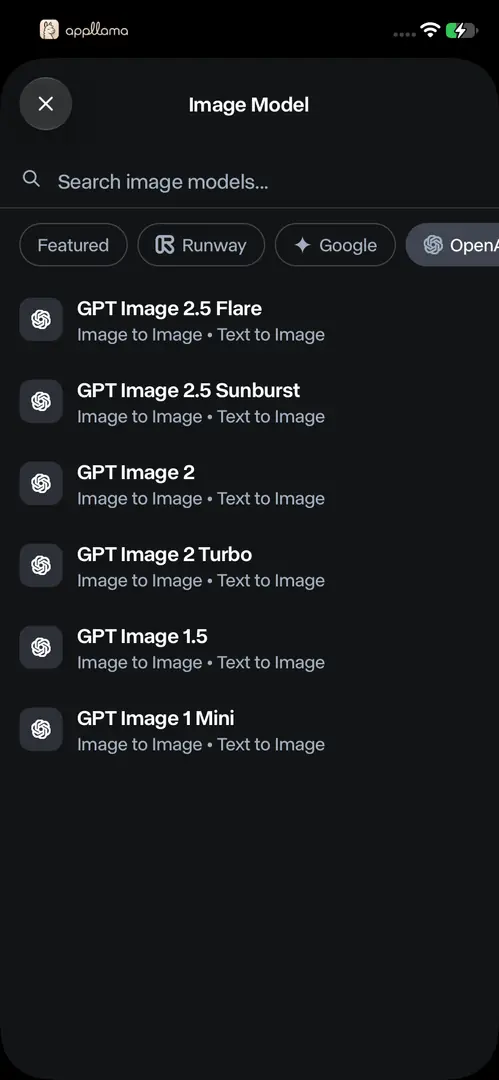 appllama
Image Model
Search image models...
Featured
Runway
Google
OpenA
GPT Image 2.5 Flare
Image to Image • Text to Image
GPT Image 2.5 Sunburst
Image to Image • Text to Image
GPT Image 2
Image to Image • Text to Image
GPT Image 2 Turbo
Image to Image • Text to Image
GPT Image 1.5
Image to Image • Text to Image
GPT Image 1 Mini
Image to Image • Text to Image